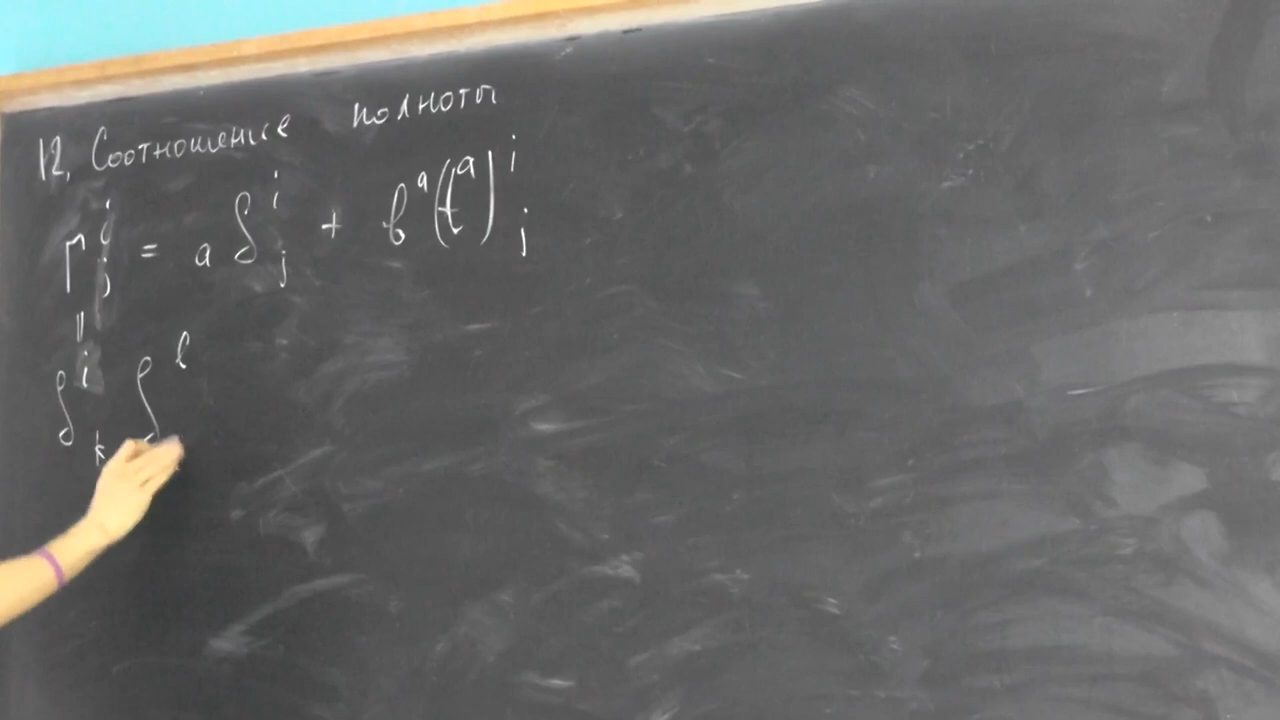 12. Соотношение полноты
Γ^i_j = a δ^i_j + b^a (t^a)^i_j
||
δ^i_k δ^l